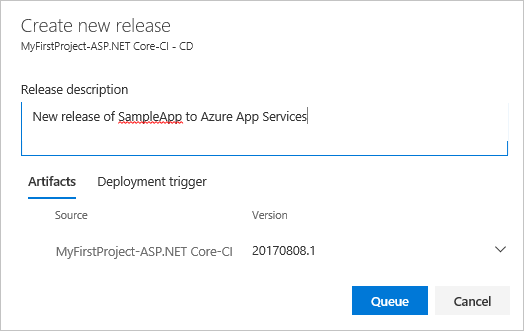 Create new release
MyFirstProject-ASP.NET Core-CI - CD
Release description
New release of SampleApp to Azure App Services
Artifacts Deployment trigger
Source Version
MyFirstProject-ASP.NET Core-CI 20170808.1
Queue Cancel